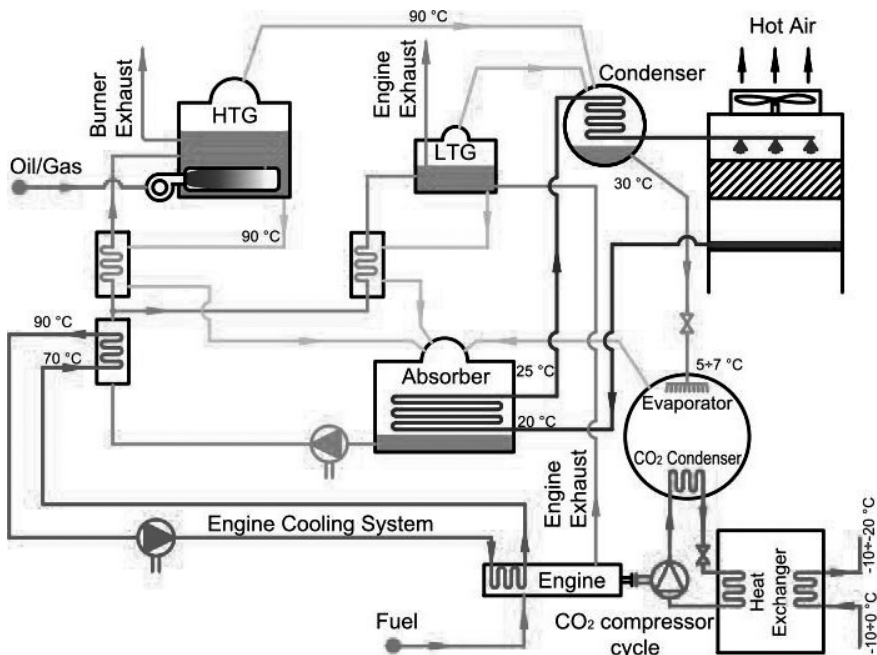 90 °C
Hot Air
Burner
Exhaust
HTG
Engine
Exhaust
Condenser
LTG
Oil/Gas
30 °C
90 °C
90 °C
70 °C
Absorber
25 °C
20 °C
5÷7 °C
Evaporator
CO₂ Condenser
Engine
Exhaust
Engine Cooling System
Engine
Heat
Exchanger
-10÷-20 °C
-10÷0 °C
Fuel
CO₂ compressor
cycle